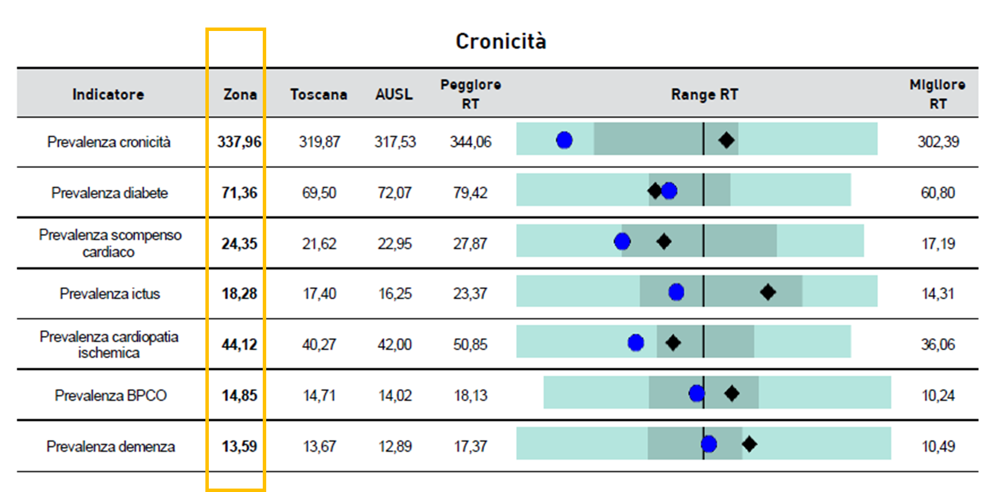 Cronicità
Indicatore Zona Toscana AUSL Peggiore RT Range RT Migliore RT
Prevalenza cronicità 337,96 319,87 317,53 344,06 302,39
Prevalenza diabete 71,36 69,50 72,07 79,42 60,80
Prevalenza scompenso cardiaco 24,35 21,62 22,95 27,87 17,19
Prevalenza ictus 18,28 17,40 16,25 23,37 14,31
Prevalenza cardiopatia ischemica 44,12 40,27 42,00 50,85 36,06
Prevalenza BPCO 14,85 14,71 14,02 18,13 10,24
Prevalenza demenza 13,59 13,67 12,89 17,37 10,49